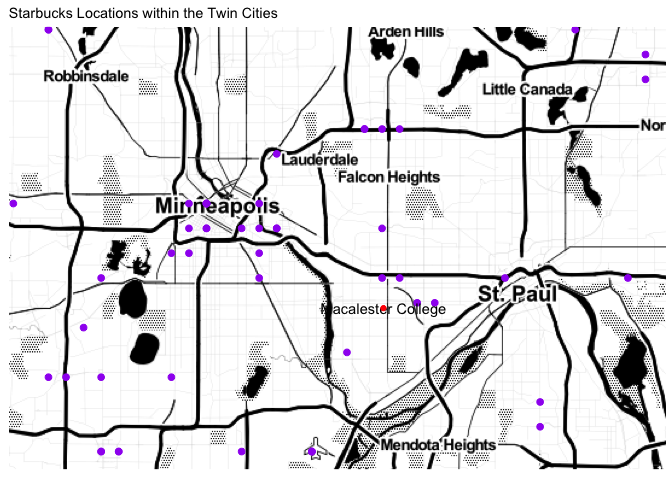 Starbucks Locations within the Twin Cities
Arden Hills
Robbinsdale
Little Canada
Nor
Lauderdale
Falcon Heights
Minneapolis
St. Paul
Macalester College
Mendota Heights